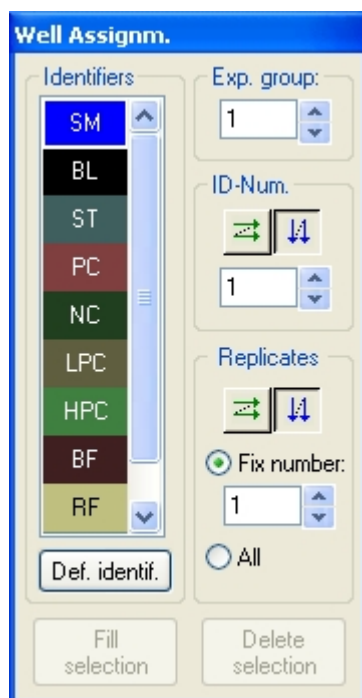 Well Assignm.
Identifiers
SM
BL
ST
PC
NC
LPC
HPC
BF
RF
Def. identif.
Exp. group:
1
ID-Num.
1
Replicates
Fix number:
1
All
Fill
selection
Delete
selection